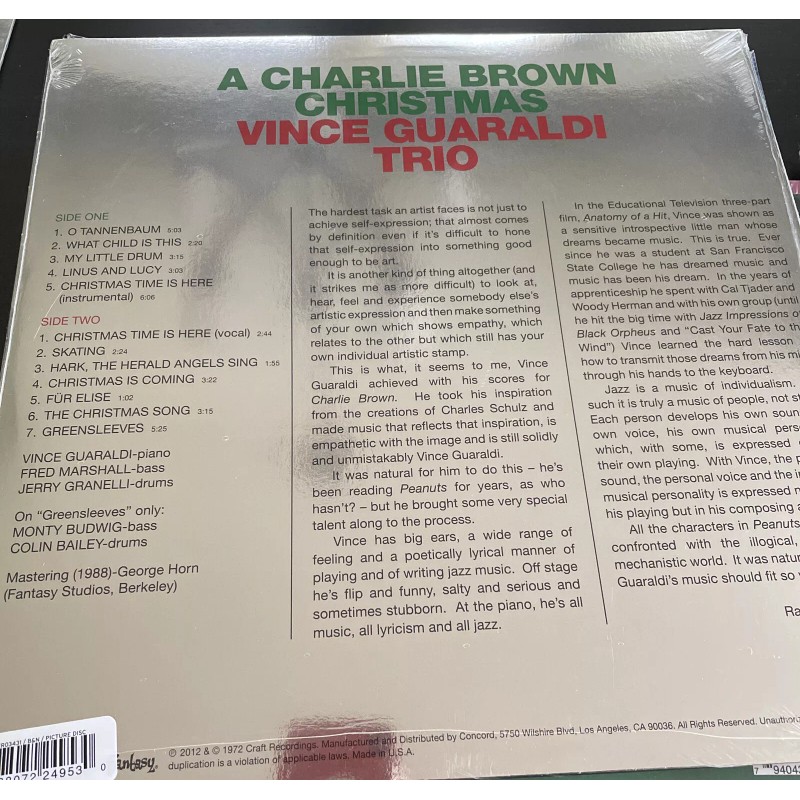 A CHARLIE BROWN
CHRISTMAS
VINCE GUARALDI
TRIO
SIDE ONE
1. O TANNENBAUM 5:03
2. WHAT CHILD IS THIS 2:20
3. MY LITTLE DRUM 3:15
4. LINUS AND LUCY 3:03
5. CHRISTMAS TIME IS HERE
(instrumental) 6:06
SIDE TWO
1. CHRISTMAS TIME IS HERE (vocal) 2:44
2. SKATING 2:24
3. HARK, THE HERALD ANGELS SING 1:55
4. CHRISTMAS IS COMING 3:22
5. FÜR ELISE 1:02
6. THE CHRISTMAS SONG 3:15
7. GREENSLEEVES 5:25
VINCE GUARALDI-piano
FRED MARSHALL-bass
JERRY GRANELLI-drums
On "Greensleeves" only:
MONTY BUDWIG-bass
COLIN BAILEY-drums
Mastering (1988)-George Horn
(Fantasy Studios, Berkeley)
The hardest task an artist faces is not just to
achieve self-expression; that almost comes
by definition even if it's difficult to hone
that self-expression into something good
enough to be art.
It is another kind of thing altogether (and
it strikes me as more difficult) to look at,
hear, feel and experience somebody else's
artistic expression and then make something
of your own which shows empathy, which
relates to the other but which still has your
own individual artistic stamp.
This is what, it seems to me, Vince
Guaraldi achieved with his scores for
Charlie Brown. He took his inspiration
from the creations of Charles Schulz and
made music that reflects that inspiration, is
empathetic with the image and is still solidly
and unmistakably Vince Guaraldi.
It was natural for him to do this – he's
been reading Peanuts for years, as who
hasn't? – but he brought some very special
talent along to the process.
Vince has big ears, a wide range of
feeling and a poetically lyrical manner of
playing and of writing jazz music. Off stage
he's flip and funny, salty and serious and
sometimes stubborn. At the piano, he's all
music, all lyricism and all jazz.
In the Educational Television three-part
film, Anatomy of a Hit, Vince was shown as
a sensitive introspective little man whose
dreams became music. This is true. Ever
since he was a student at San Francisco
State College he has dreamed music and
music has been his dream. In the years of
apprenticeship he spent with Cal Tjader and
Woody Herman and with his own group (until
he hit the big time with Jazz Impressions of
Black Orpheus and "Cast Your Fate to the
Wind") Vince learned the hard lesson
how to transmit those dreams from his mi
through his hands to the keyboard.
Jazz is a music of individualism.
such it is truly a music of people, not st
Each person develops his own soun
own voice, his own musical pers
which, with some, is expressed
their own playing. With Vince, the p
sound, the personal voice and the in
musical personality is expressed n
his playing but in his composing a
All the characters in Peanuts
confronted with the illogical,
mechanistic world. It was natu
Guaraldi's music should fit so
Ra
R03431 / B&N / PICTURE DISC
24953 0
Fantasy
℗ 2012 & © 1972 Craft Recordings. Manufactured and Distributed by Concord, 5750 Wilshire Blvd, Los Angeles, CA 90036. All Rights Reserved. Unauthori
duplication is a violation of applicable laws. Made in U.S.A.
7 9404